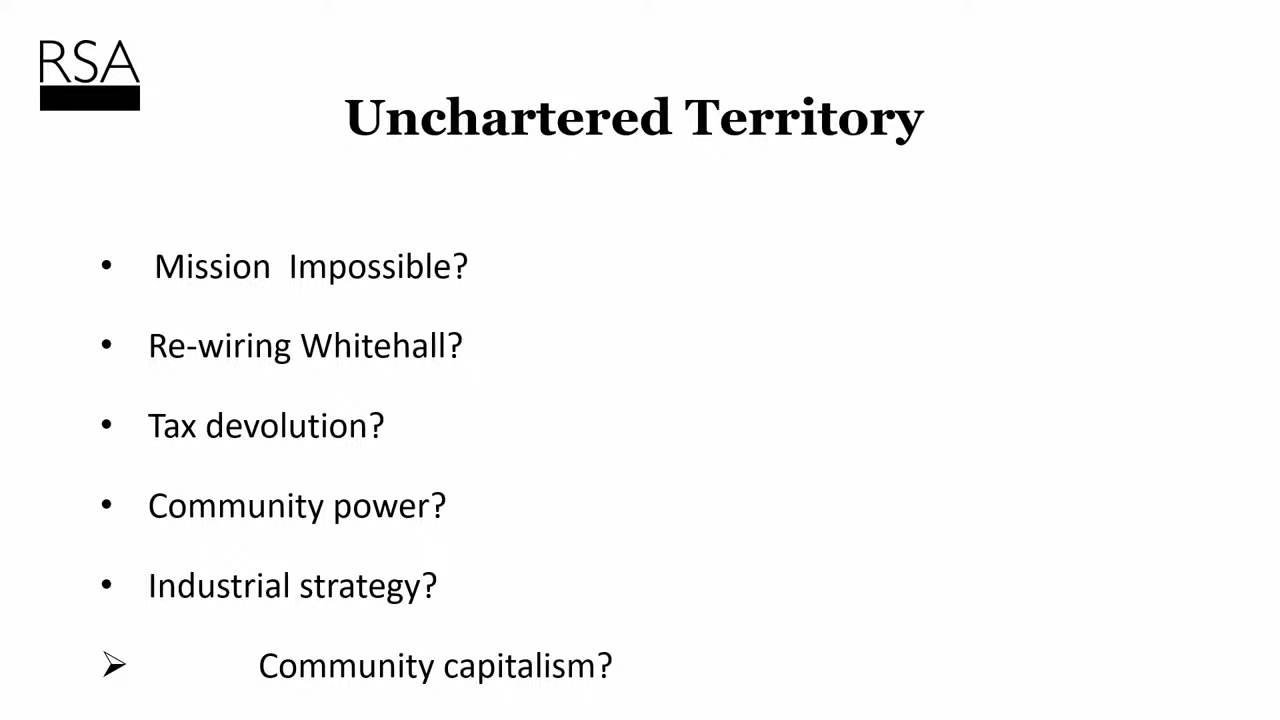 RSA
Unchartered Territory
• Mission Impossible?
• Re-wiring Whitehall?
• Tax devolution?
• Community power?
• Industrial strategy?
➢ Community capitalism?